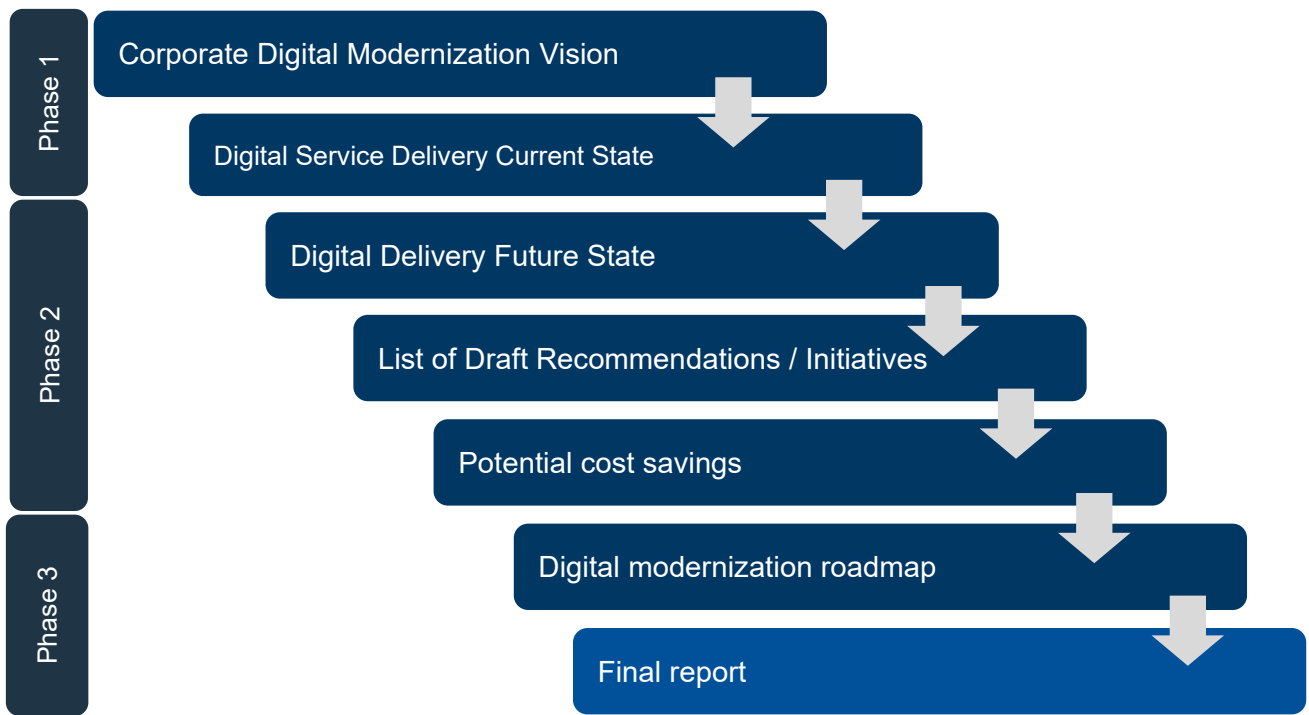 Phase 1
Corporate Digital Modernization Vision
Digital Service Delivery Current State
Phase 2
Digital Delivery Future State
List of Draft Recommendations / Initiatives
Potential cost savings
Phase 3
Digital modernization roadmap
Final report